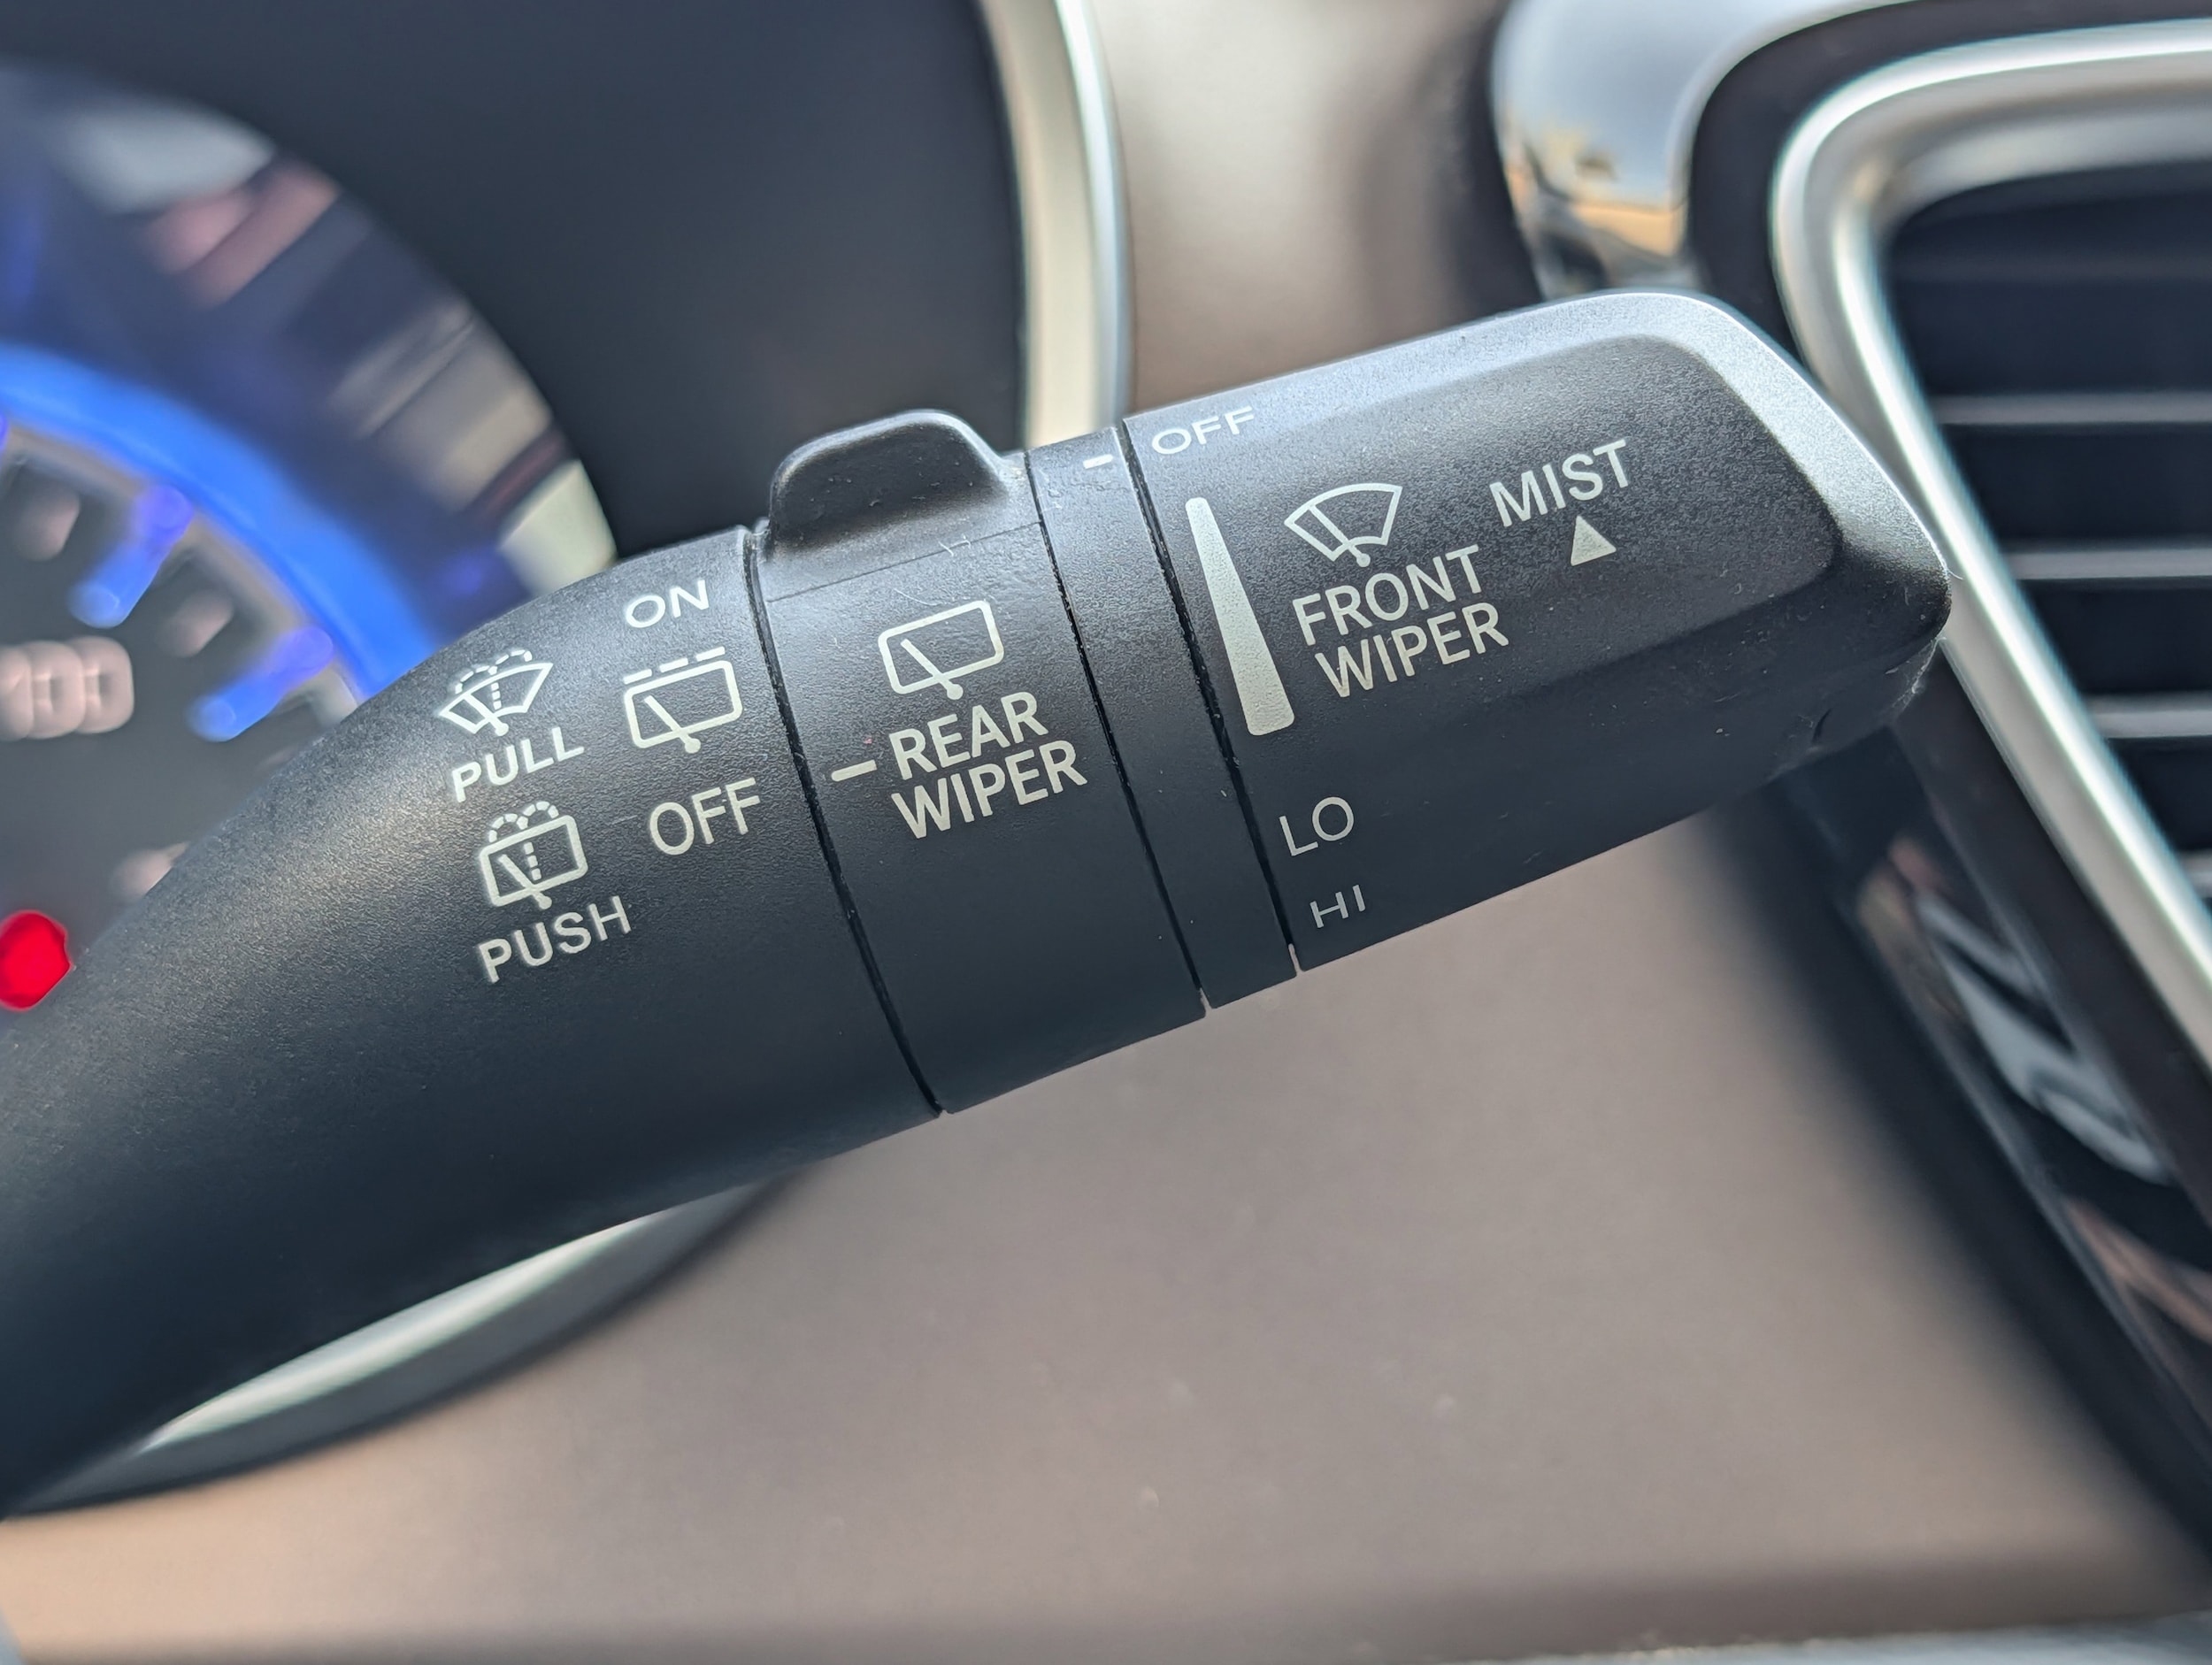 ON
PULL
OFF
PUSH
REAR
WIPER
OFF
MIST
FRONT
WIPER
LO
HI